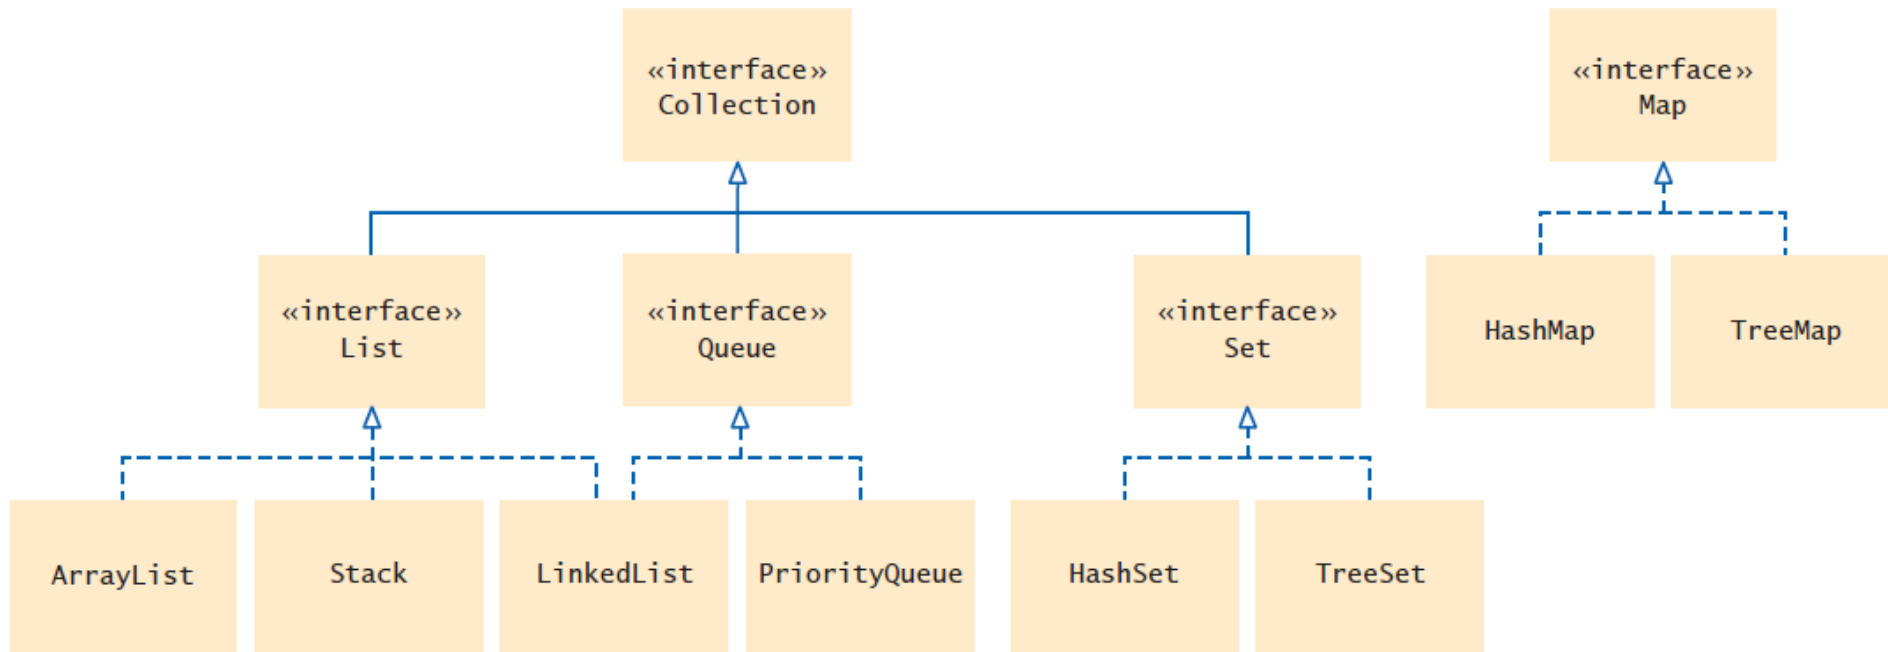 «interface»
Collection
«interface»
Map
«interface»
List
«interface»
Queue
«interface»
Set
HashMap
TreeMap
ArrayList
Stack
LinkedList
PriorityQueue
HashSet
TreeSet